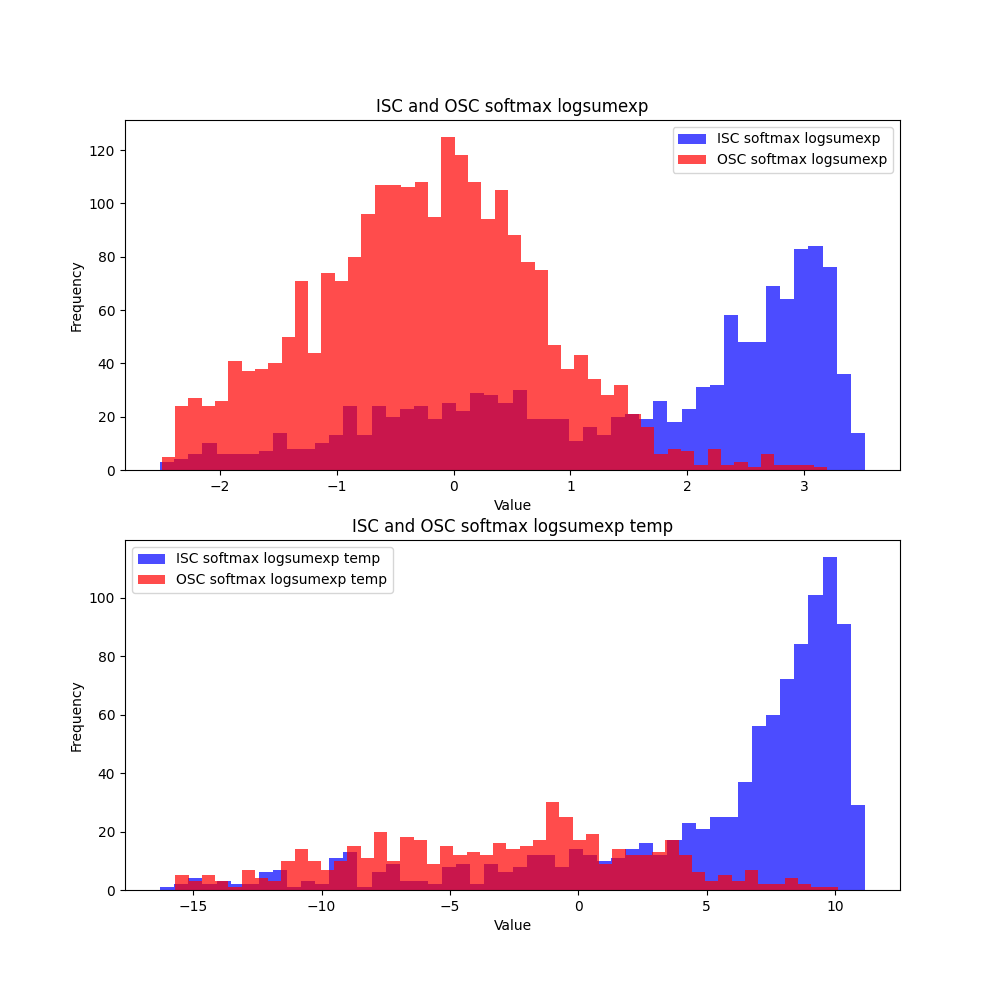 ISC and OSC softmax logsumexp
ISC softmax logsumexp
OSC softmax logsumexp
120
100
80
60
40
20
0
Frequency
−2 −1 0 1 2 3
Value
ISC and OSC softmax logsumexp temp
ISC softmax logsumexp temp
OSC softmax logsumexp temp
100
80
60
40
20
0
Frequency
−15 −10 −5 0 5 10
Value